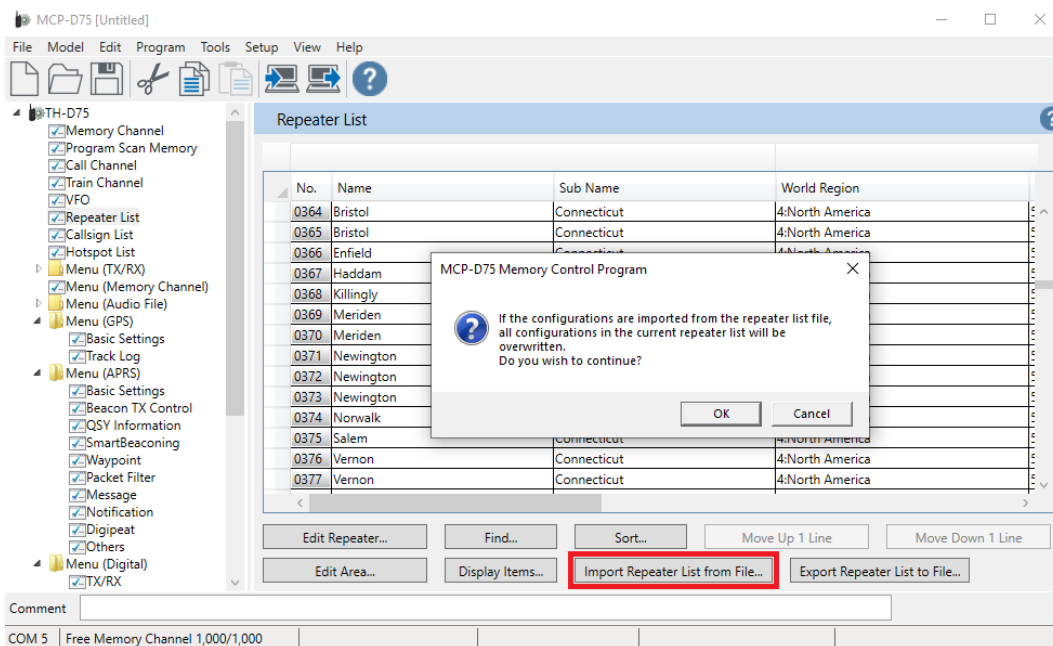 MCP-D75 [Untitled]
File Model Edit Program Tools Setup View Help
TH-D75
Memory Channel
Program Scan Memory
Call Channel
Train Channel
VFO
Repeater List
Callsign List
Hotspot List
Menu (TX/RX)
Menu (Memory Channel)
Menu (Audio File)
Menu (GPS)
Basic Settings
Track Log
Menu (APRS)
Basic Settings
Beacon TX Control
QSY Information
SmartBeaconing
Waypoint
Packet Filter
Message
Notification
Digipeat
Others
Menu (Digital)
TX/RX
Repeater List
No. Name Sub Name World Region
0364 Bristol Connecticut 4:North America
0365 Bristol Connecticut 4:North America
0366 Enfield Connecticut 4:North America
0367 Haddam
0368 Killingly
0369 Meriden
0370 Meriden
0371 Newington
0372 Newington
0373 Newington
0374 Norwalk
0375 Salem Connecticut 4:North America
0376 Vernon Connecticut 4:North America
0377 Vernon Connecticut 4:North America
MCP-D75 Memory Control Program
If the configurations are imported from the repeater list file,
all configurations in the current repeater list will be
overwritten.
Do you wish to continue?
OK Cancel
Edit Repeater... Find... Sort... Move Up 1 Line Move Down 1 Line
Edit Area... Display Items... Import Repeater List from File... Export Repeater List to File...
Comment
COM 5 Free Memory Channel 1,000/1,000